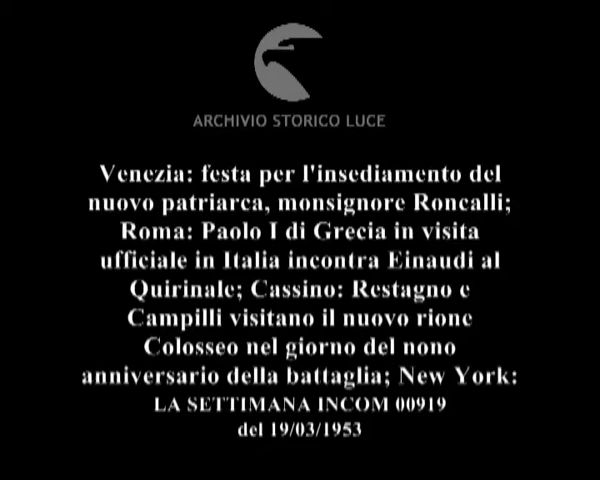 ARCHIVIO STORICO LUCE
Venezia: festa per l'insediamento del
nuovo patriarca, monsignore Roncalli;
Roma: Paolo I di Grecia in visita
ufficiale in Italia incontra Einaudi al
Quirinale; Cassino: Restagno e
Campilli visitano il nuovo rione
Colosseo nel giorno del nono
anniversario della battaglia; New York:
LA SETTIMANA INCOM 00919
del 19/03/1953